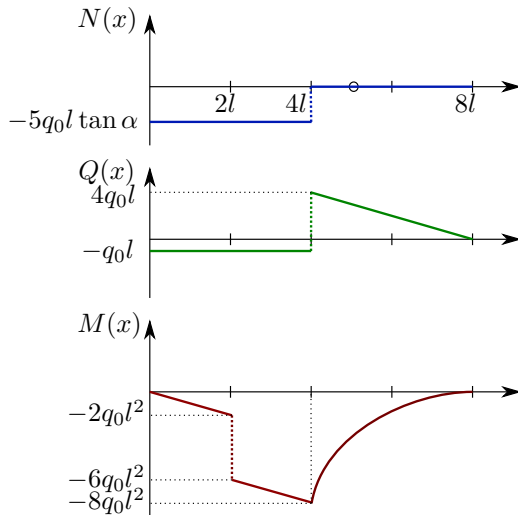 N(x)
2l 4l 8l
−5q₀l tan α
Q(x)
4q₀l
−q₀l
M(x)
−2q₀l²
−6q₀l²
−8q₀l²